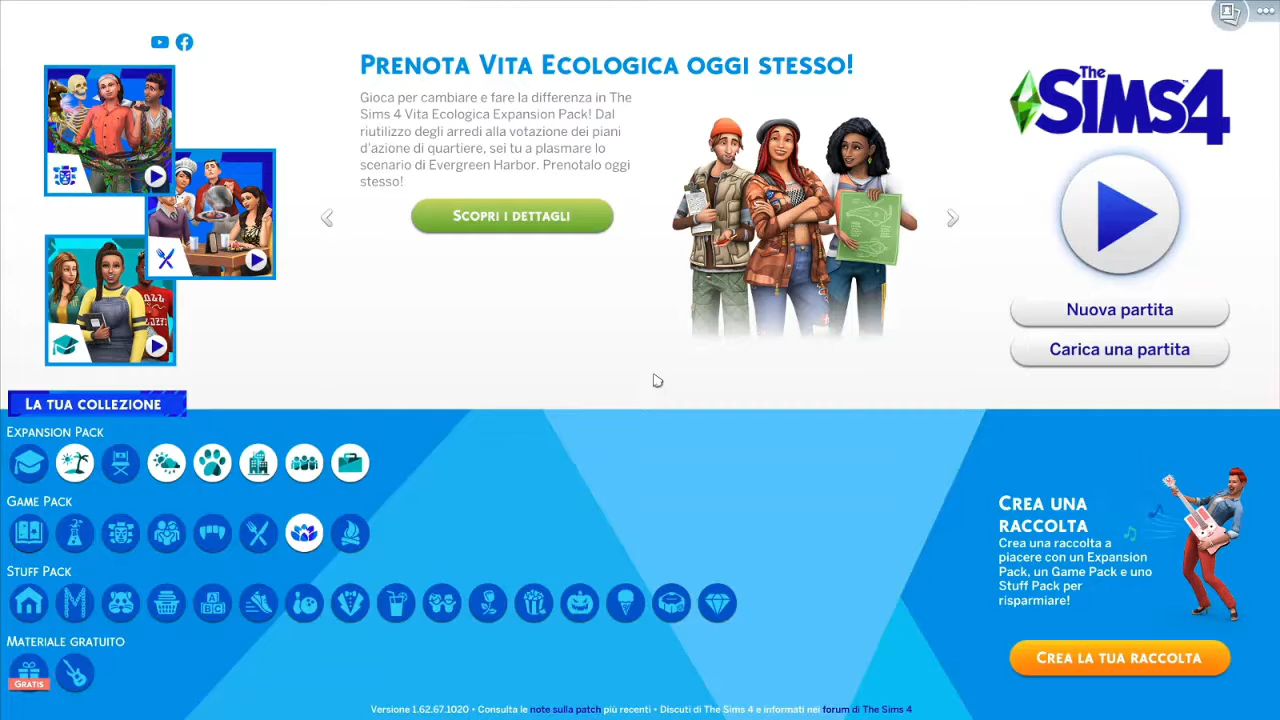 PRENOTA VITA ECOLOGICA OGGI STESSO!
Gioca per cambiare e fare la differenza in The
Sims 4 Vita Ecologica Expansion Pack! Dal
riutilizzo degli arredi alla votazione dei piani
d'azione di quartiere, sei tu a plasmare lo
scenario di Evergreen Harbor. Prenotalo oggi
stesso!
SCOPRI I DETTAGLI
The SIMS 4
Nuova partita
Carica una partita
LA TUA COLLEZIONE
EXPANSION PACK
GAME PACK
STUFF PACK
ABC
MATERIALE GRATUITO
GRATIS
CREA UNA
RACCOLTA
Crea una raccolta a
piacere con un Expansion
Pack, un Game Pack e uno
Stuff Pack per
risparmiare!
CREA LA TUA RACCOLTA
Versione 1.62.67.1020 • Consulta le note sulla patch più recenti • Discuti di The Sims 4 e informati nei forum di The Sims 4